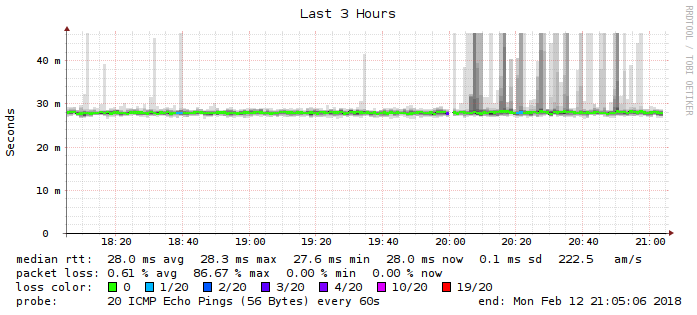 Last 3 Hours
RRDTOOL / TOBI OETIKER
Seconds
40 m
30 m
20 m
10 m
0
18:20 18:40 19:00 19:20 19:40 20:00 20:20 20:40 21:00
median rtt: 28.0 ms avg 28.3 ms max 27.6 ms min 28.0 ms now 0.1 ms sd 222.5 am/s
packet loss: 0.61 % avg 86.67 % max 0.00 % min 0.00 % now
loss color: 0 1/20 2/20 3/20 4/20 10/20 19/20
probe: 20 ICMP Echo Pings (56 Bytes) every 60s end: Mon Feb 12 21:05:06 2018